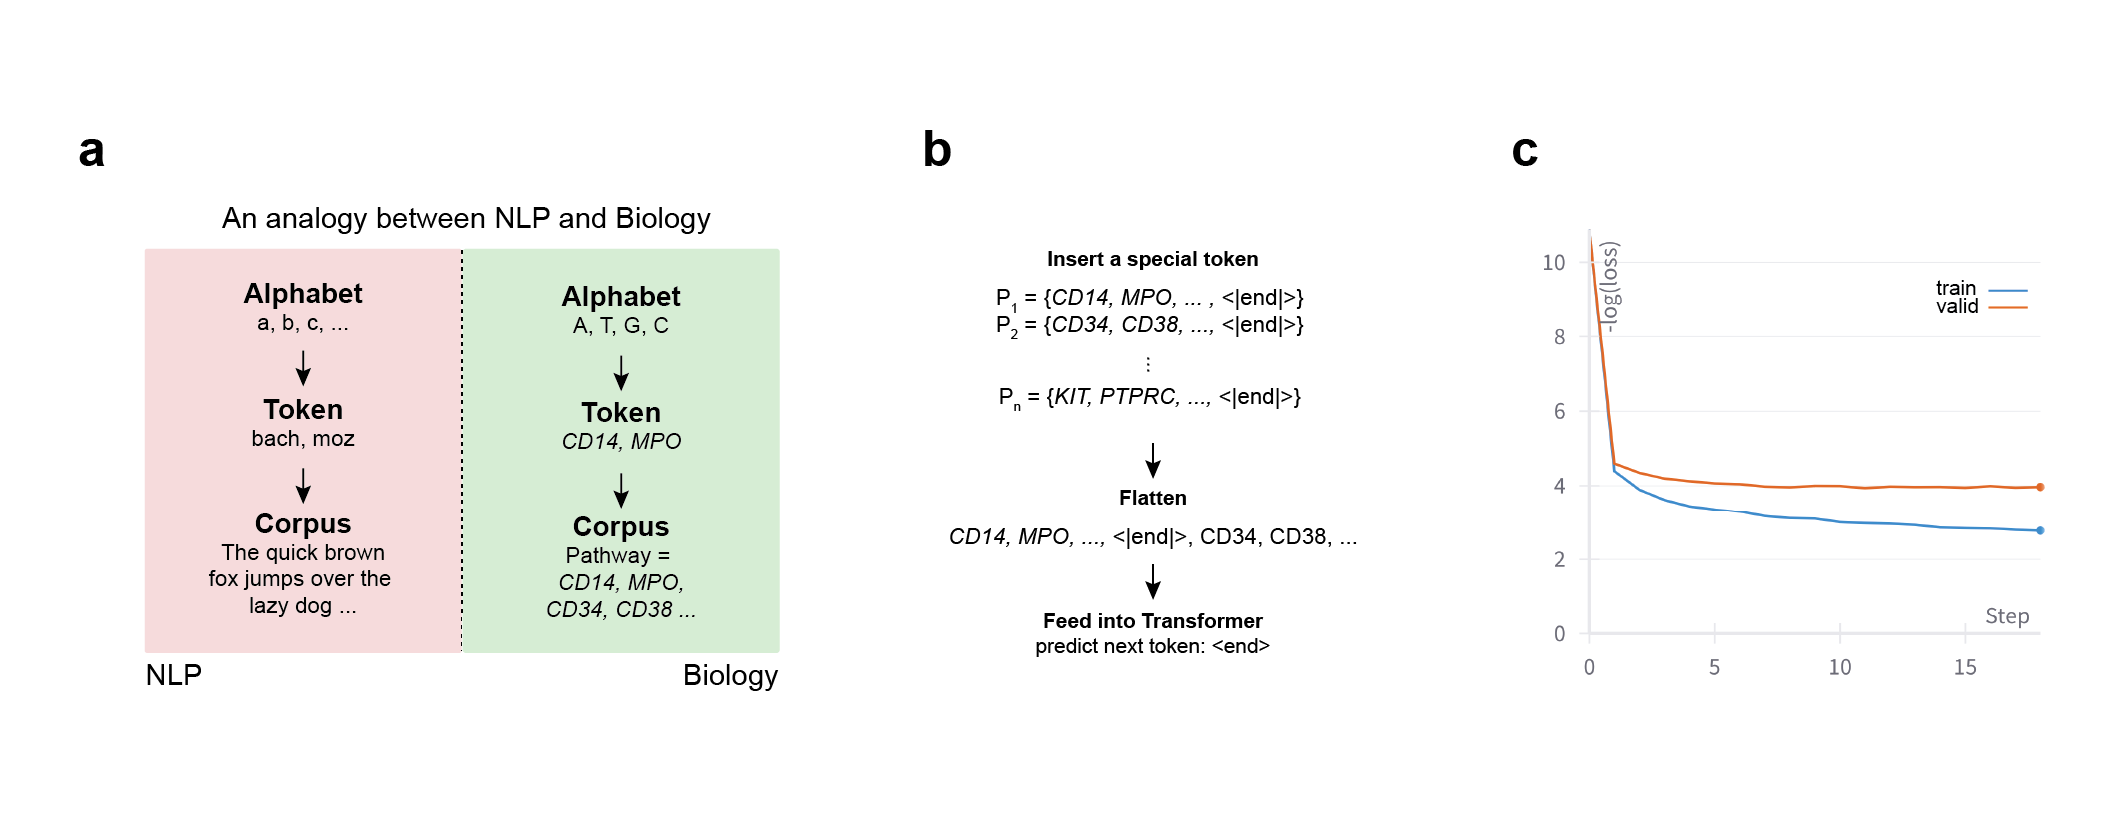 a
An analogy between NLP and Biology
Alphabet
a, b, c, ...
Token
bach, moz
Corpus
The quick brown
fox jumps over the
lazy dog ...
NLP
Alphabet
A, T, G, C
Token
CD14, MPO
Corpus
Pathway =
CD14, MPO,
CD34, CD38 ...
Biology
b
Insert a special token
P1 = {CD14, MPO, ... , <|end|>}
P2 = {CD34, CD38, ..., <|end|>}
⋮
Pn = {KIT, PTPRC, ..., <|end|>}
Flatten
CD14, MPO, ..., <|end|>, CD34, CD38, ...
Feed into Transformer
predict next token: <end>
c
-log(loss)
10
8
6
4
2
0
train
valid
Step
0
5
10
15